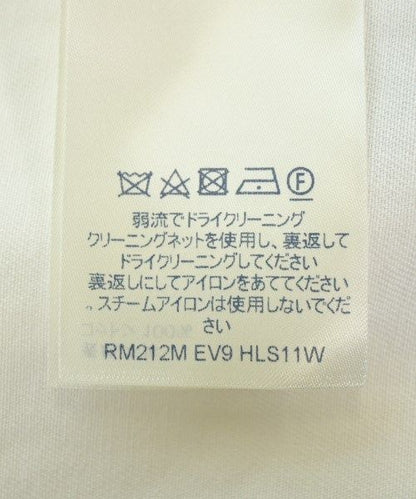 弱流でドライクリーニング
クリーニングネットを使用し、裏返して
ドライクリーニングしてください
裏返しにしてアイロンをあててください
。スチームアイロンは使用しないでくだ
さい
RM212M EV9 HLS11W